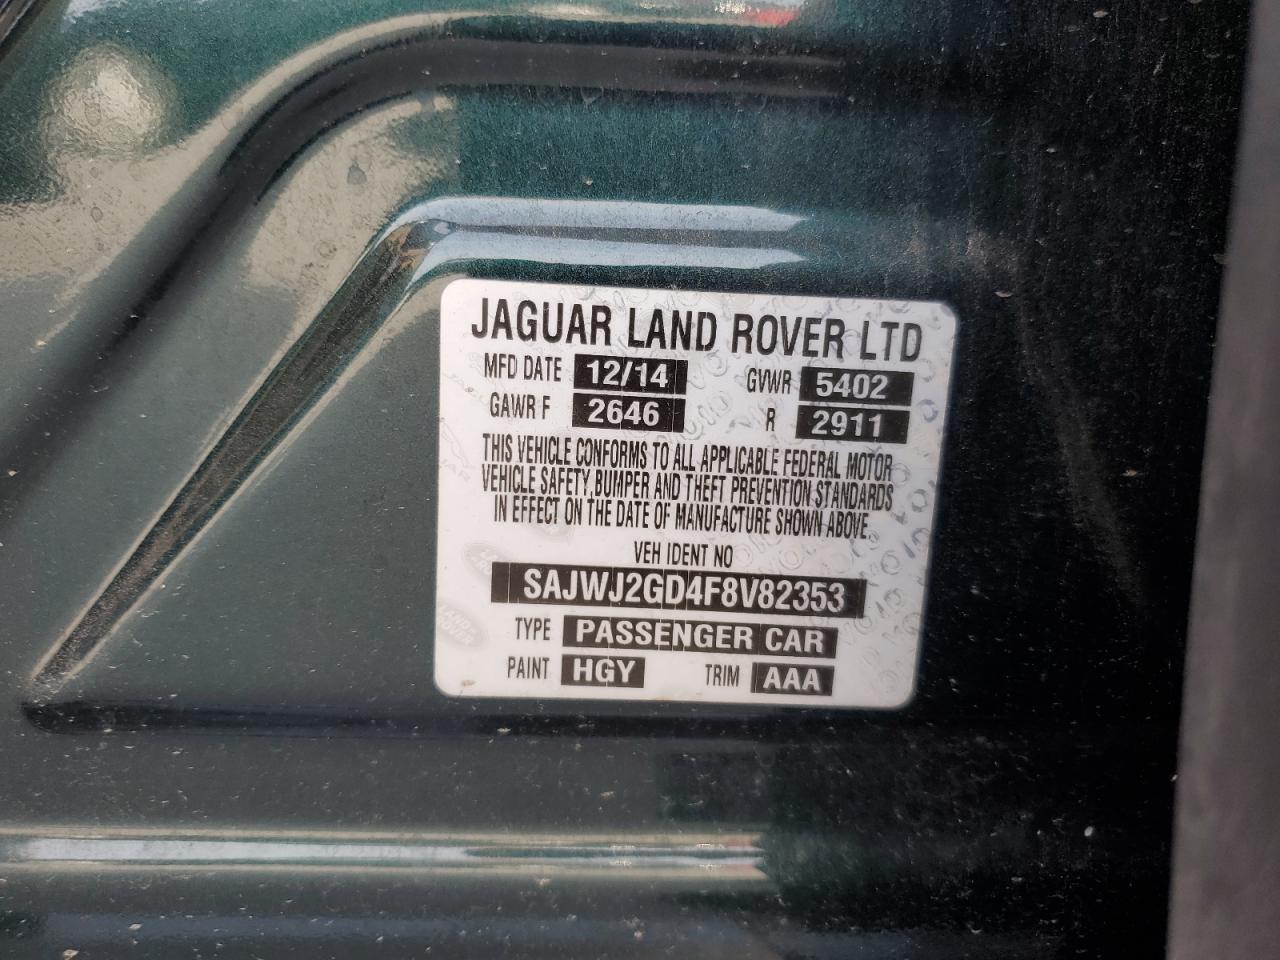 JAGUAR LAND ROVER LTD
MFD DATE 12/14 GVWR 5402
GAWR F 2646 R 2911
THIS VEHICLE CONFORMS TO ALL APPLICABLE FEDERAL MOTOR
VEHICLE SAFETY, BUMPER AND THEFT PREVENTION STANDARDS
IN EFFECT ON THE DATE OF MANUFACTURE SHOWN ABOVE.
VEH IDENT NO
SAJWJ2GD4F8V82353
TYPE PASSENGER CAR
PAINT HGY TRIM AAA